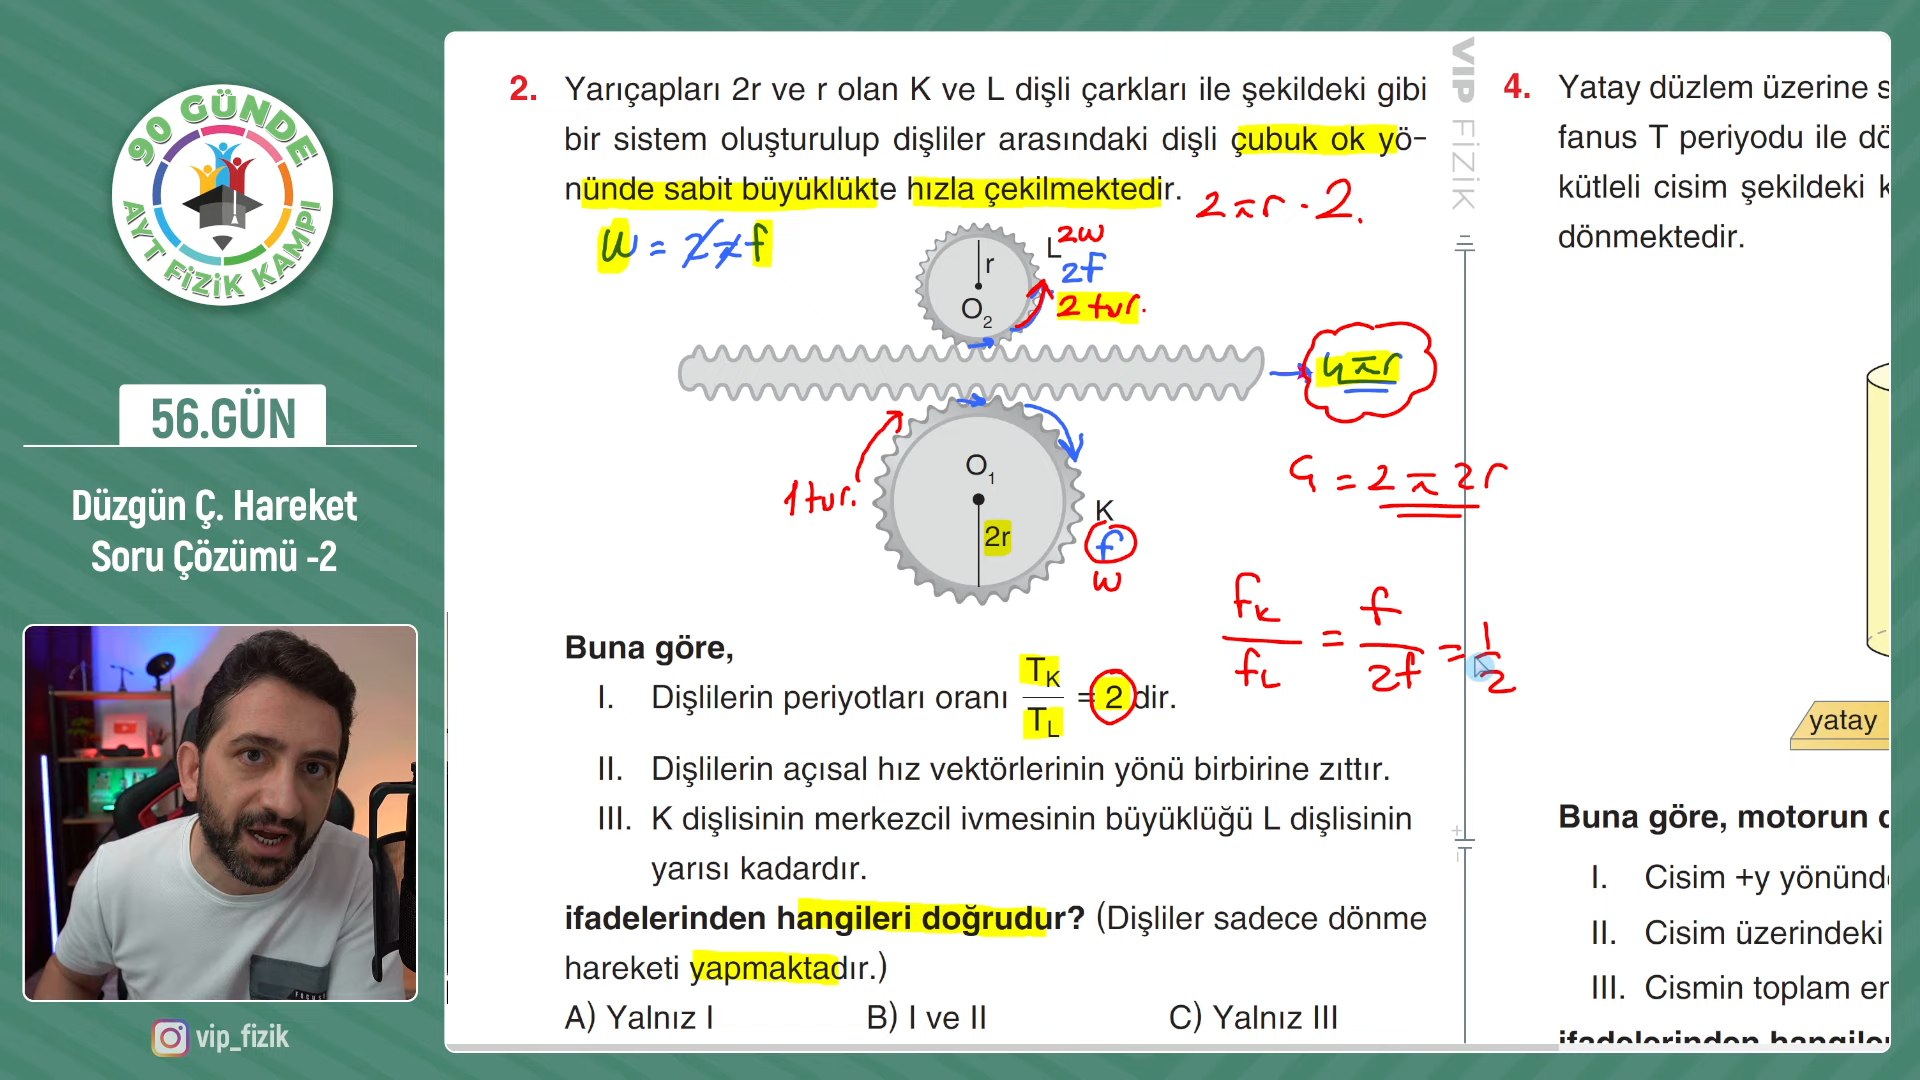 90 GÜNDE
AYT FİZİK KAMPI
56.GÜN
Düzgün Ç. Hareket
Soru Çözümü -2
vip_fizik
2. Yarıçapları 2r ve r olan K ve L dişli çarkları ile şekildeki gibi
bir sistem oluşturulup dişliler arasındaki dişli çubuk ok yö-
nünde sabit büyüklükte hızla çekilmektedir.
2πr . 2.
w = 2πf
L 2w
2f
2 tur.
r
O2
4πr
1 tur.
O1
2r
K
f
w
Ç = 2π2r
fK / fL = f / 2f = 1 / 2
Buna göre,
I. Dişlilerin periyotları oranı TK / TL = 2 dir.
II. Dişlilerin açısal hız vektörlerinin yönü birbirine zıttır.
III. K dişlisinin merkezcil ivmesinin büyüklüğü L dişlisinin
yarısı kadardır.
ifadelerinden hangileri doğrudur? (Dişliler sadece dönme
hareketi yapmaktadır.)
A) Yalnız I B) I ve II C) Yalnız III
VIP FİZİK
4. Yatay düzlem üzerine s
fanus T periyodu ile dö
kütleli cisim şekildeki k
dönmektedir.
yatay
Buna göre, motorun
I. Cisim +y yönünd
II. Cisim üzerindeki
III. Cismin toplam en
ifadelerinden hangile